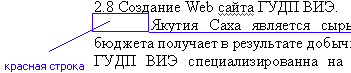 2.8 Создание Web сайта ГУДП ВИЭ.
Якутия Саха является сырь
бюджета получает в результате добыч
красная строка
ГУДП ВИЭ специализирована на